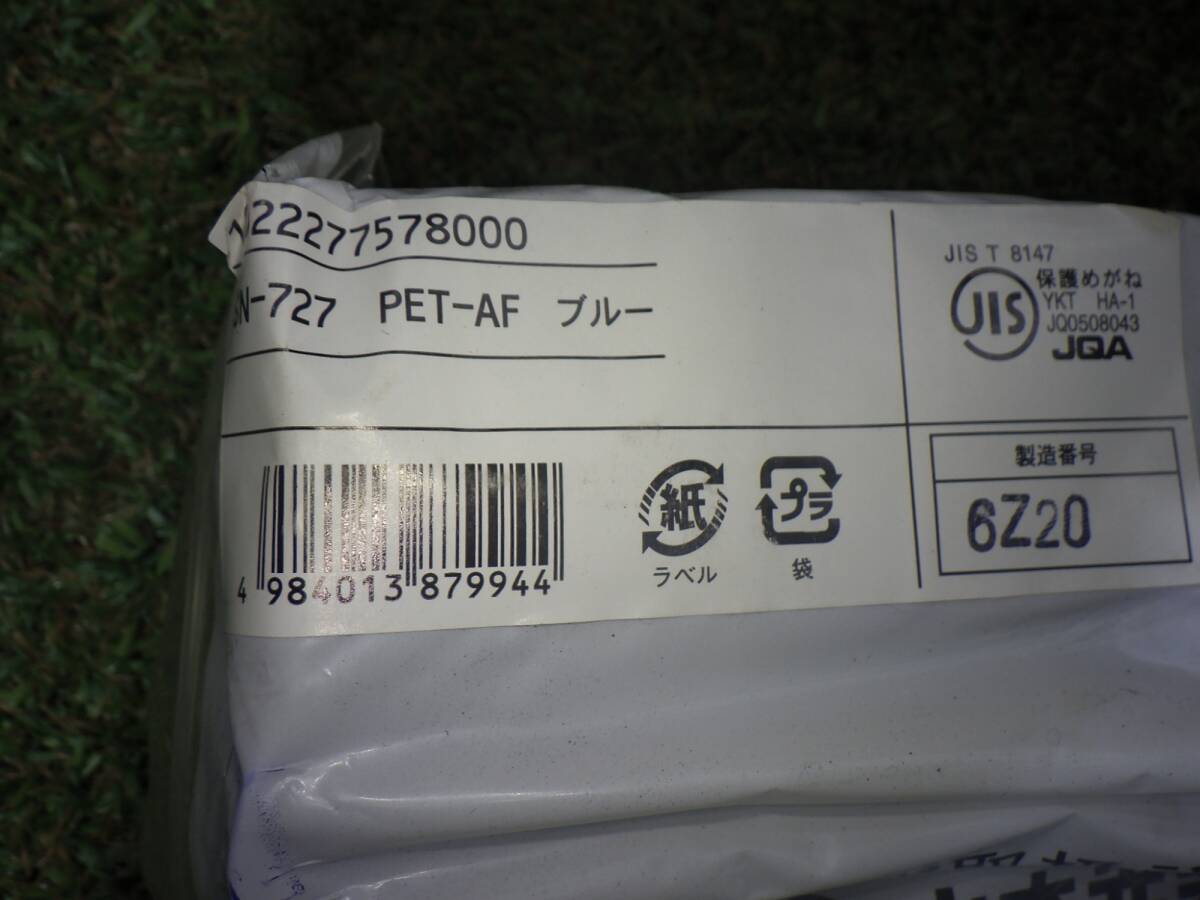 22277578000
N-727 PET-AF ブルー
JIS T 8147
JIS
保護めがね
YKT HA-1
JQ0508043
JQA
製造番号
6Z20
4 984013 879944
紙
ラベル
プラ
袋